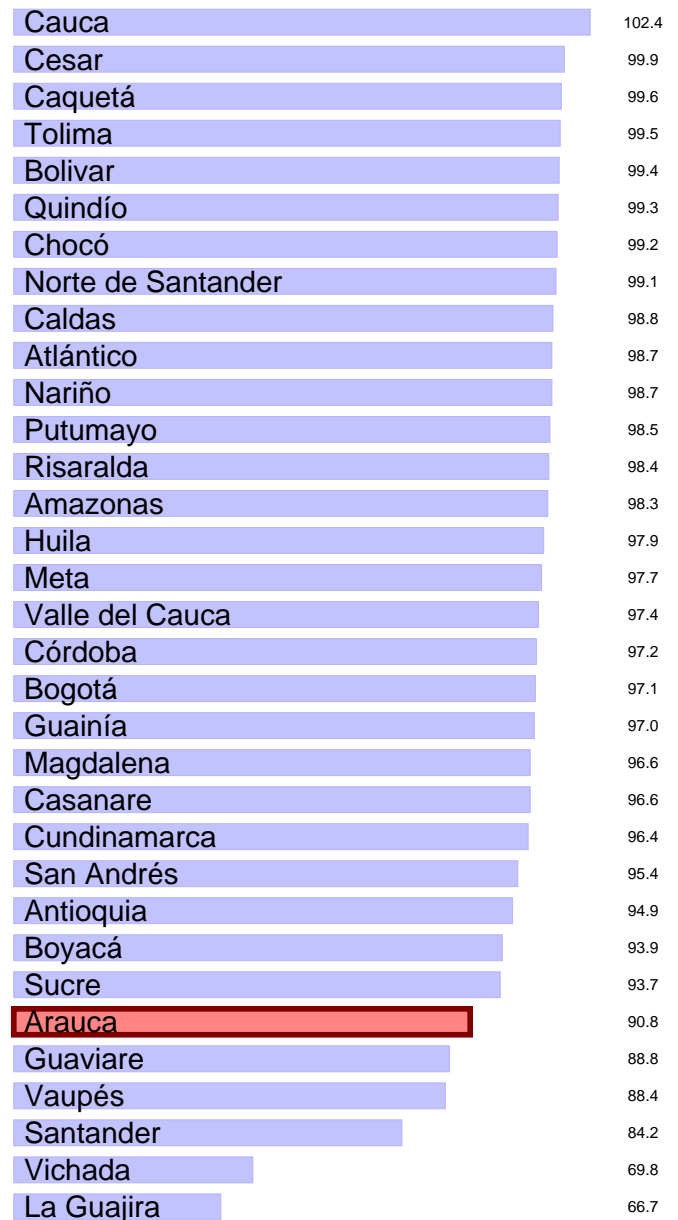 Cauca 102.4
Cesar 99.9
Caquetá 99.6
Tolima 99.5
Bolivar 99.4
Quindío 99.3
Chocó 99.2
Norte de Santander 99.1
Caldas 98.8
Atlántico 98.7
Nariño 98.7
Putumayo 98.5
Risaralda 98.4
Amazonas 98.3
Huila 97.9
Meta 97.7
Valle del Cauca 97.4
Córdoba 97.2
Bogotá 97.1
Guainía 97.0
Magdalena 96.6
Casanare 96.6
Cundinamarca 96.4
San Andrés 95.4
Antioquia 94.9
Boyacá 93.9
Sucre 93.7
Arauca 90.8
Guaviare 88.8
Vaupés 88.4
Santander 84.2
Vichada 69.8
La Guajira 66.7